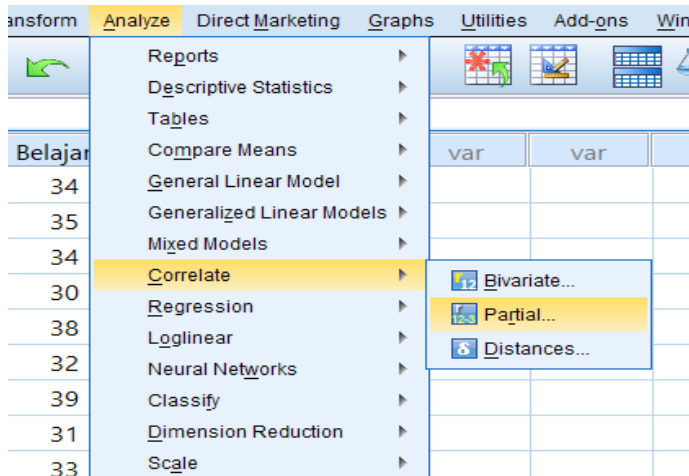 ansform Analyze Direct Marketing Graphs Utilities Add-ons Win
Reports
Descriptive Statistics
Tables
Belajar Compare Means var var
34 General Linear Model
35 Generalized Linear Models
34 Mixed Models
Correlate Bivariate...
30 Regression Partial...
38 Loglinear Distances...
32 Neural Networks
39 Classify
31 Dimension Reduction
33 Scale